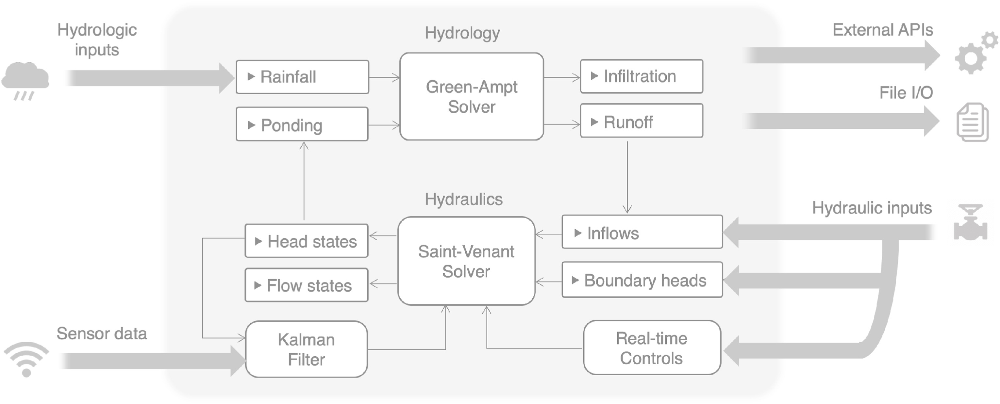 Hydrologic
inputs
Hydrology
External APIs
Rainfall
Green-Ampt
Solver
Infiltration
File I/O
Ponding
Runoff
Hydraulics
Hydraulic inputs
Head states
Saint-Venant
Solver
Inflows
Flow states
Boundary heads
Sensor data
Kalman
Filter
Real-time
Controls